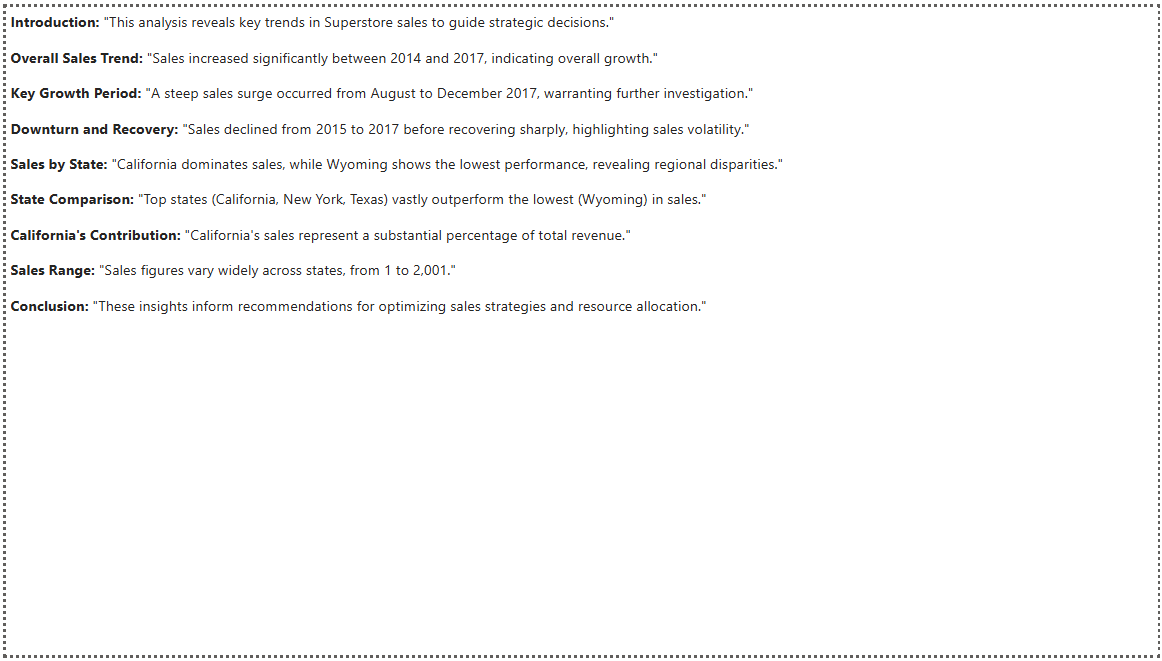 Introduction: "This analysis reveals key trends in Superstore sales to guide strategic decisions."
Overall Sales Trend: "Sales increased significantly between 2014 and 2017, indicating overall growth."
Key Growth Period: "A steep sales surge occurred from August to December 2017, warranting further investigation."
Downturn and Recovery: "Sales declined from 2015 to 2017 before recovering sharply, highlighting sales volatility."
Sales by State: "California dominates sales, while Wyoming shows the lowest performance, revealing regional disparities."
State Comparison: "Top states (California, New York, Texas) vastly outperform the lowest (Wyoming) in sales."
California's Contribution: "California's sales represent a substantial percentage of total revenue."
Sales Range: "Sales figures vary widely across states, from 1 to 2,001."
Conclusion: "These insights inform recommendations for optimizing sales strategies and resource allocation."